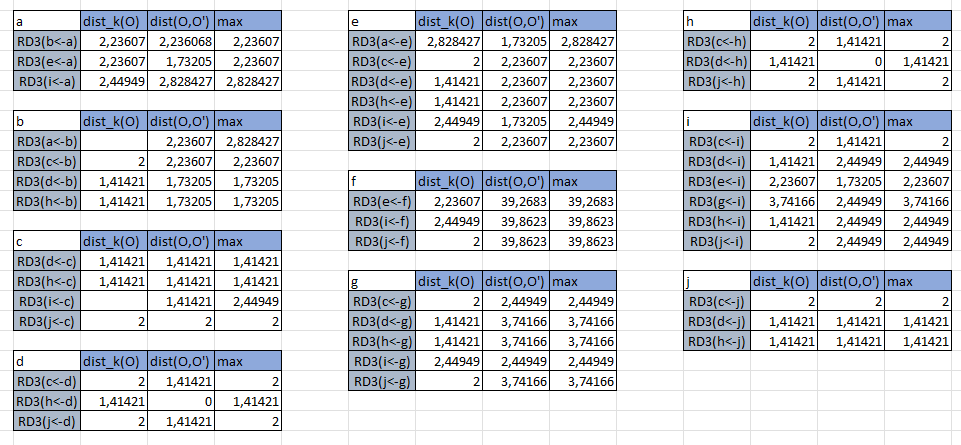 a dist_k(O) dist(O,O') max
RD3(b<-a) 2,23607 2,236068 2,23607
RD3(e<-a) 2,23607 1,73205 2,23607
RD3(i<-a) 2,44949 2,828427 2,828427
b dist_k(O) dist(O,O') max
RD3(a<-b) 2,23607 2,828427
RD3(c<-b) 2 2,23607 2,23607
RD3(d<-b) 1,41421 1,73205 1,73205
RD3(h<-b) 1,41421 1,73205 1,73205
c dist_k(O) dist(O,O') max
RD3(d<-c) 1,41421 1,41421 1,41421
RD3(h<-c) 1,41421 1,41421 1,41421
RD3(i<-c) 1,41421 2,44949
RD3(j<-c) 2 2 2
d dist_k(O) dist(O,O') max
RD3(c<-d) 2 1,41421 2
RD3(h<-d) 1,41421 0 1,41421
RD3(j<-d) 2 1,41421 2
e dist_k(O) dist(O,O') max
RD3(a<-e) 2,828427 1,73205 2,828427
RD3(c<-e) 2 2,23607 2,23607
RD3(d<-e) 1,41421 2,23607 2,23607
RD3(h<-e) 1,41421 2,23607 2,23607
RD3(i<-e) 2,44949 1,73205 2,44949
RD3(j<-e) 2 2,23607 2,23607
f dist_k(O) dist(O,O') max
RD3(e<-f) 2,23607 39,2683 39,2683
RD3(i<-f) 2,44949 39,8623 39,8623
RD3(j<-f) 2 39,8623 39,8623
g dist_k(O) dist(O,O') max
RD3(c<-g) 2 2,44949 2,44949
RD3(d<-g) 1,41421 3,74166 3,74166
RD3(h<-g) 1,41421 3,74166 3,74166
RD3(i<-g) 2,44949 2,44949 2,44949
RD3(j<-g) 2 3,74166 3,74166
h dist_k(O) dist(O,O') max
RD3(c<-h) 2 1,41421 2
RD3(d<-h) 1,41421 0 1,41421
RD3(j<-h) 2 1,41421 2
i dist_k(O) dist(O,O') max
RD3(c<-i) 2 1,41421 2
RD3(d<-i) 1,41421 2,44949 2,44949
RD3(e<-i) 2,23607 1,73205 2,23607
RD3(g<-i) 3,74166 2,44949 3,74166
RD3(h<-i) 1,41421 2,44949 2,44949
RD3(j<-i) 2 2,44949 2,44949
j dist_k(O) dist(O,O') max
RD3(c<-j) 2 2 2
RD3(d<-j) 1,41421 1,41421 1,41421
RD3(h<-j) 1,41421 1,41421 1,41421